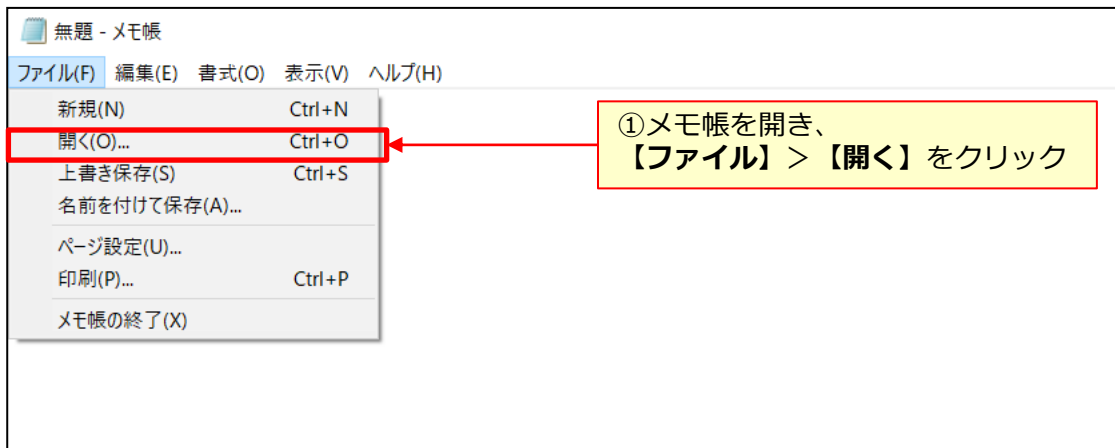 無題 - メモ帳
ファイル(F) 編集(E) 書式(O) 表示(V) ヘルプ(H)
新規(N) Ctrl+N
開く(O)... Ctrl+O
上書き保存(S) Ctrl+S
名前を付けて保存(A)...
ページ設定(U)...
印刷(P)... Ctrl+P
メモ帳の終了(X)
①メモ帳を開き、
【ファイル】＞【開く】をクリック